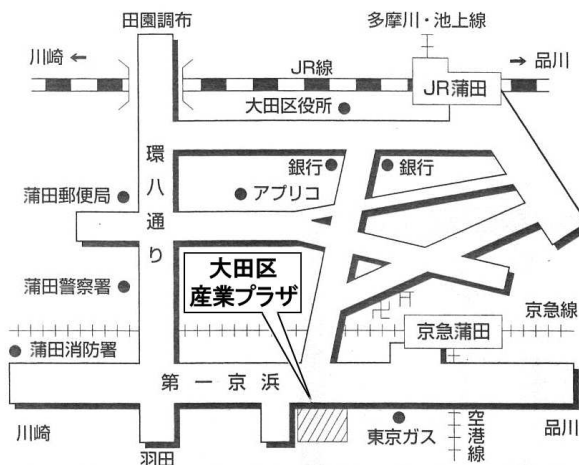 田園調布
多摩川・池上線
川崎 ←
→ 品川
JR線
JR蒲田
大田区役所
環八通り
銀行
銀行
蒲田郵便局
アプリコ
大田区
産業プラザ
蒲田警察署
京急線
京急蒲田
蒲田消防署
第一京浜
川崎
羽田
東京ガス
空港線
品川